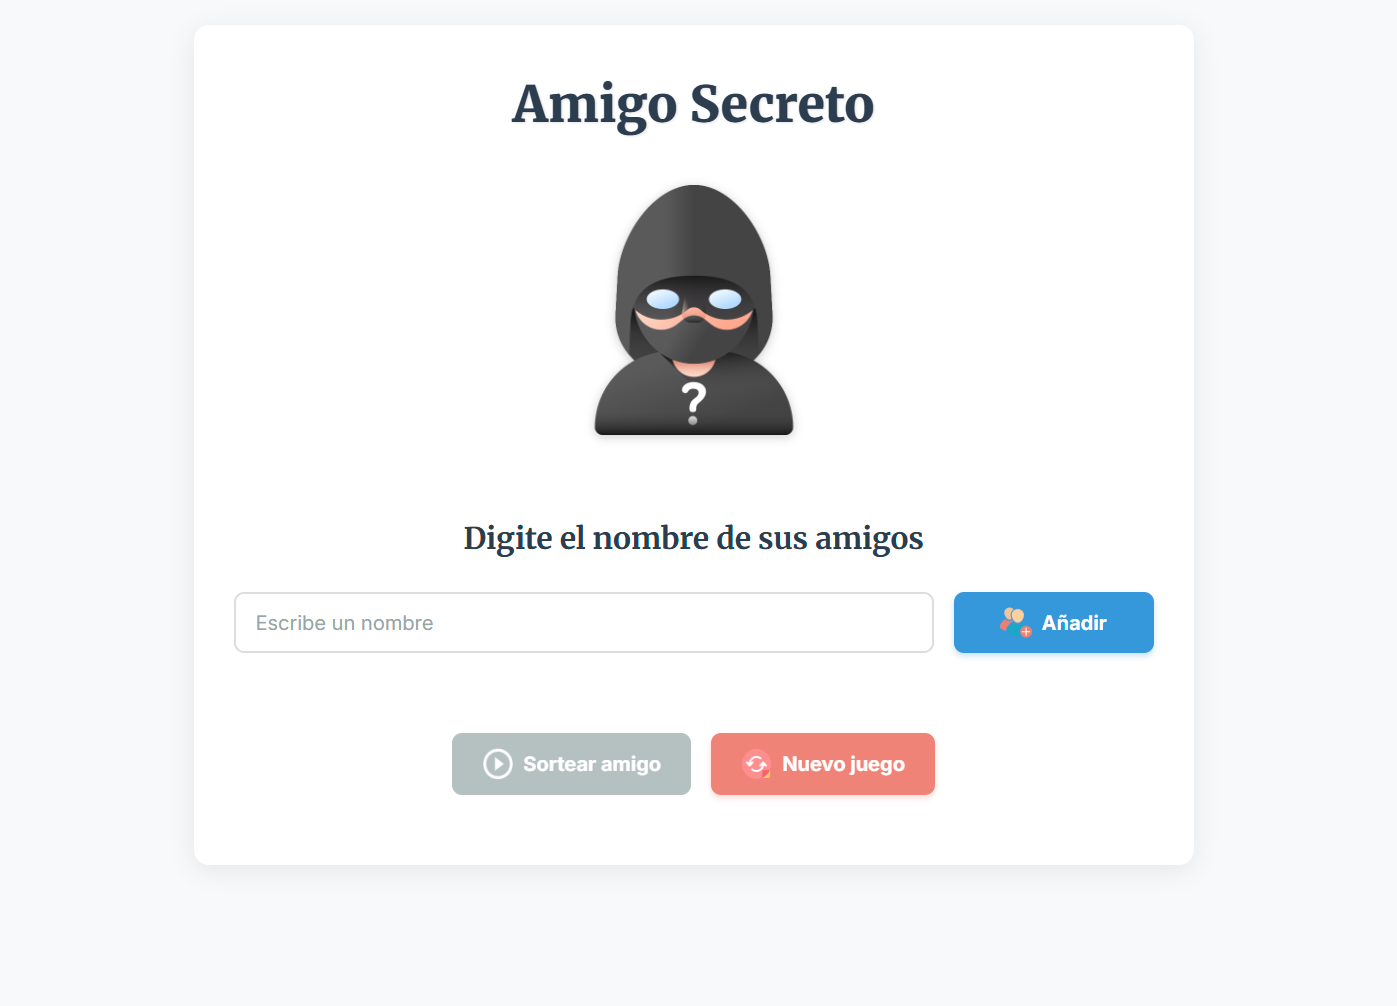 Amigo Secreto
?
Digite el nombre de sus amigos
Escribe un nombre
Añadir
Sortear amigo
Nuevo juego